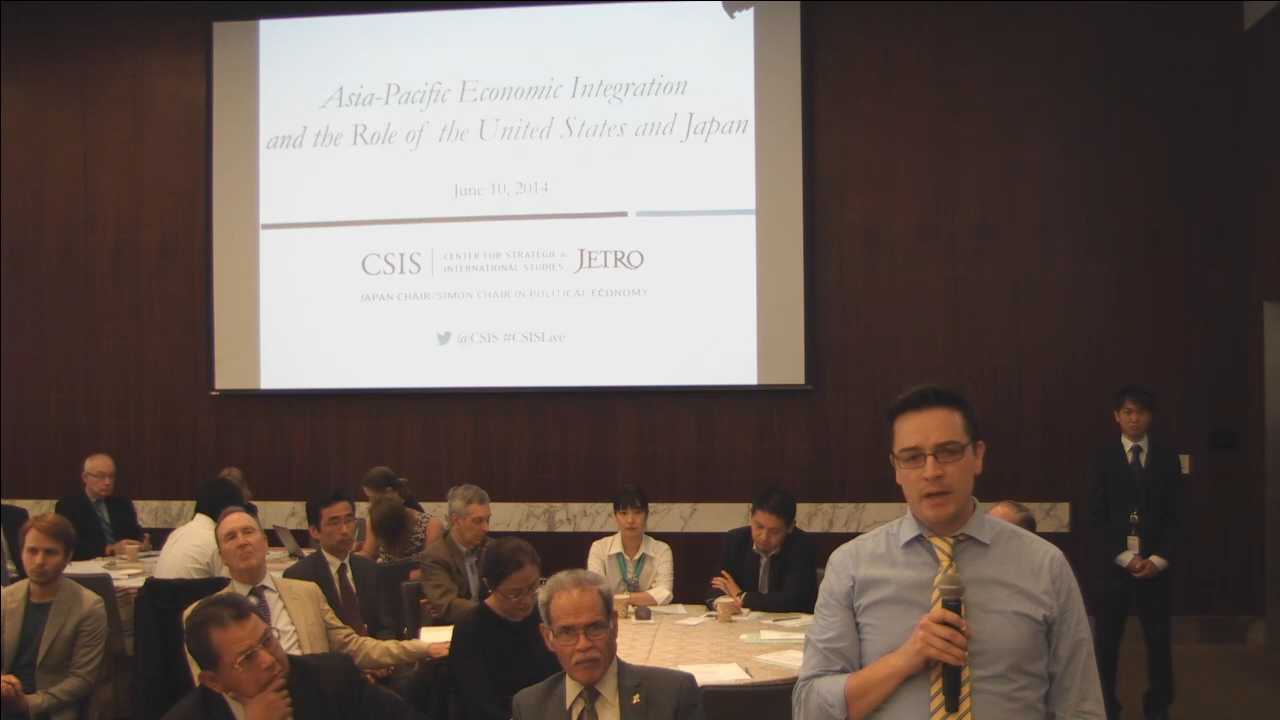 Asia-Pacific Economic Integration
and the Role of the United States and Japan
June 10, 2014
CSIS
CENTER FOR STRATEGIC &
INTERNATIONAL STUDIES
JETRO
JAPAN CHAIR/SIMON CHAIR IN POLITICAL ECONOMY
@CSIS #CSISLive